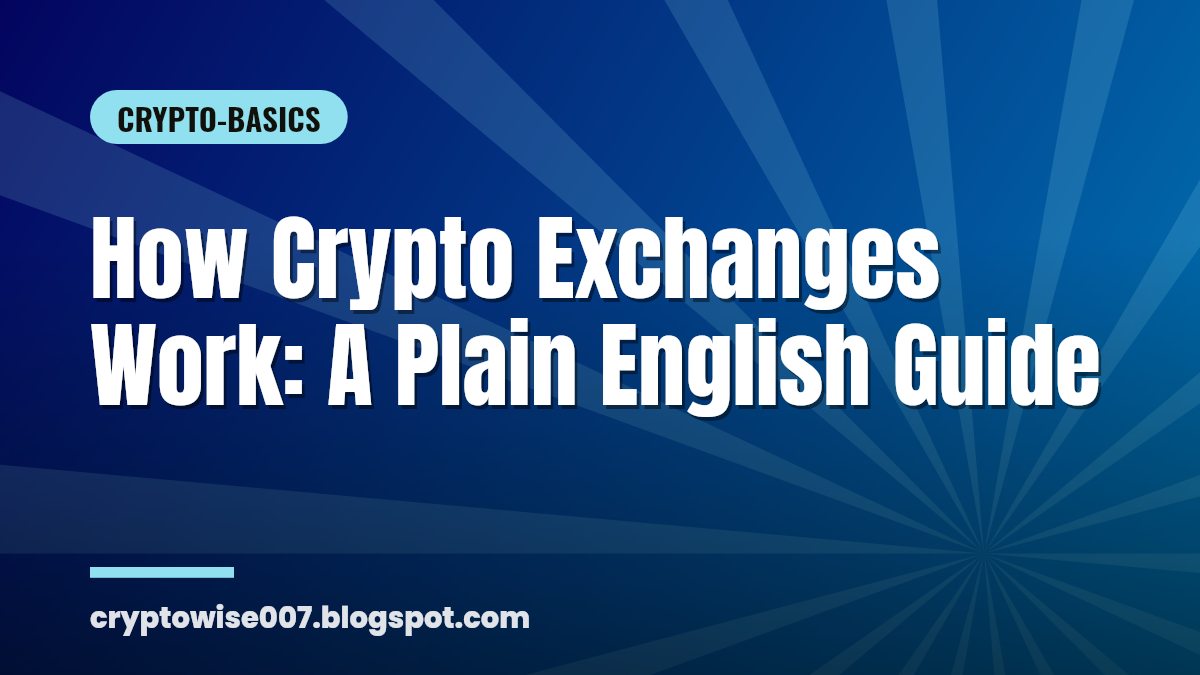 CRYPTO-BASICS
How Crypto Exchanges
Work: A Plain English Guide
cryptowise007.blogspot.com